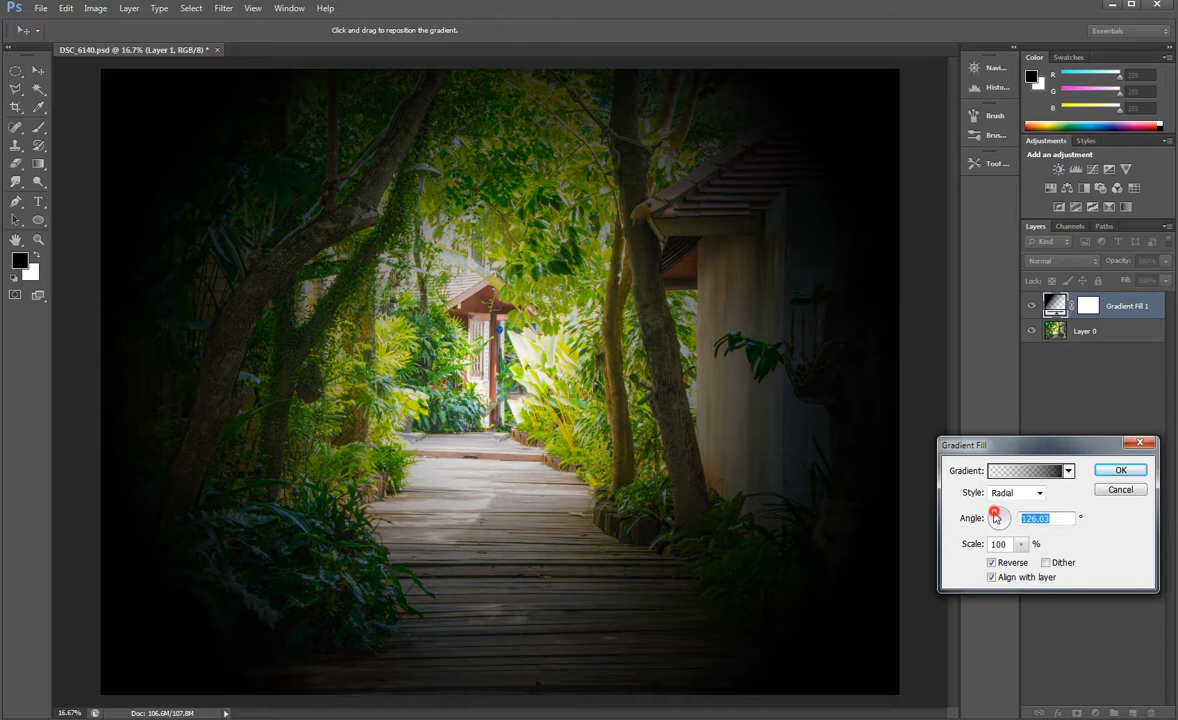 Ps File Edit Image Layer Type Select Filter View Window Help
Click and drag to reposition the gradient.
Essentials
DSC_6140.psd @ 16.7% (Layer 1, RGB/8) * ×
Navi...
Histo...
Brush
Brus...
Tool ...
Color Swatches
R 255
G 255
B 255
Adjustments Styles
Add an adjustment
Layers Channels Paths
Kind
Normal Opacity: 100%
Lock: Fill: 100%
Gradient Fill 1
Layer 0
Gradient Fill
Gradient: OK
Style: Radial Cancel
Angle: 126.03 °
Scale: 100 %
Reverse Dither
Align with layer
16.67% Doc: 106.6M/107.8M